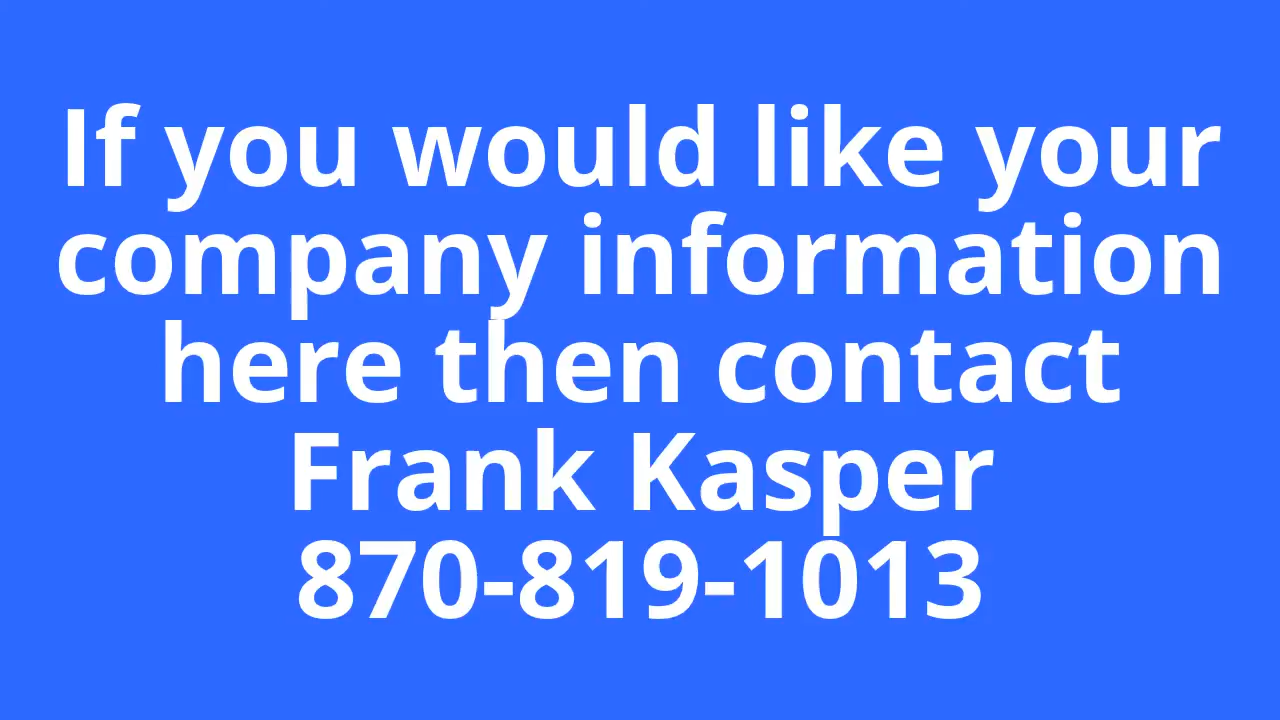 If you would like your
company information
here then contact
Frank Kasper
870-819-1013